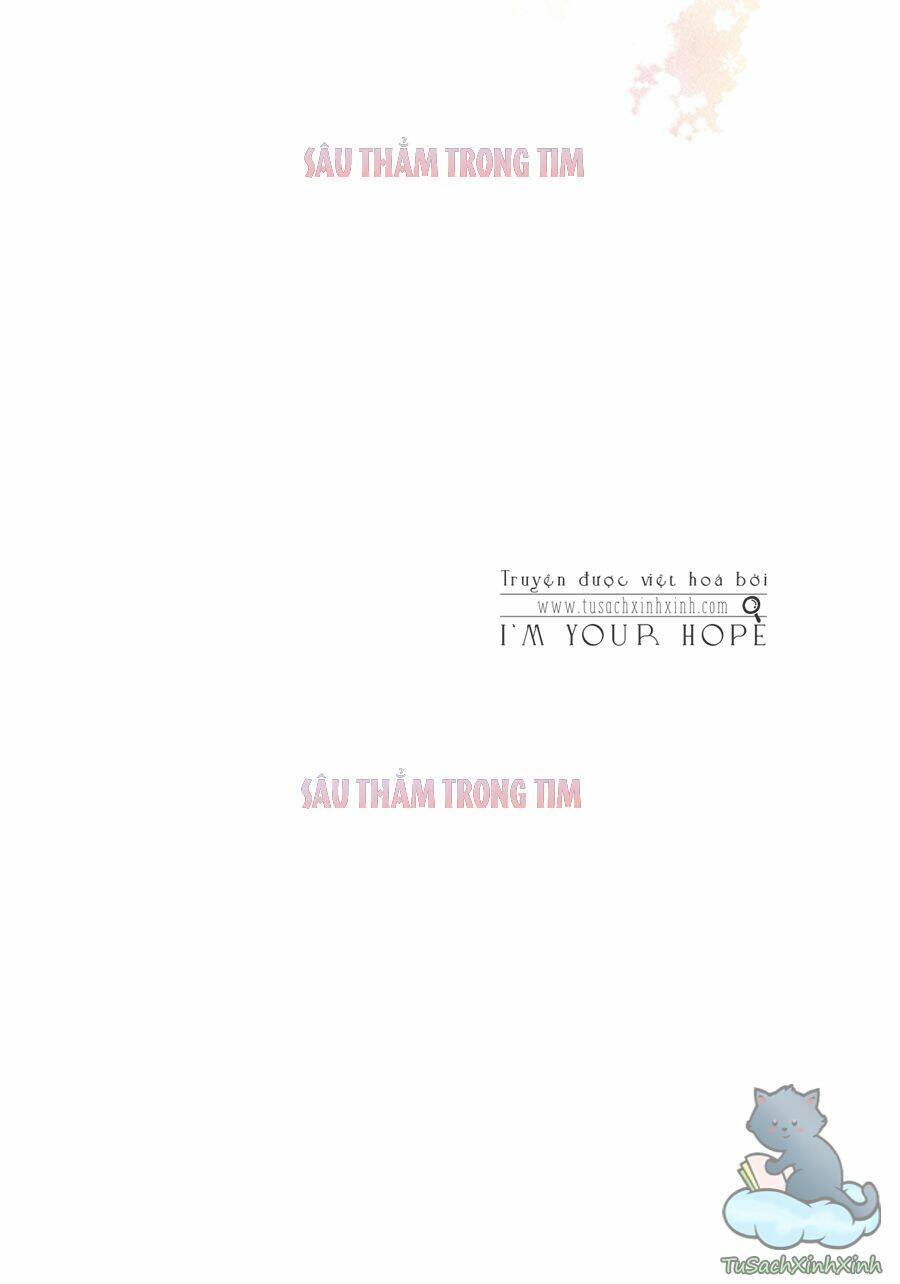 SÂU THẲM TRONG TIM
Truyện được việt hoá bởi
www.tusachxinhxinh.com
I'M YOUR HOPE
SÂU THẲM TRONG TIM
TuSachXinhXinh